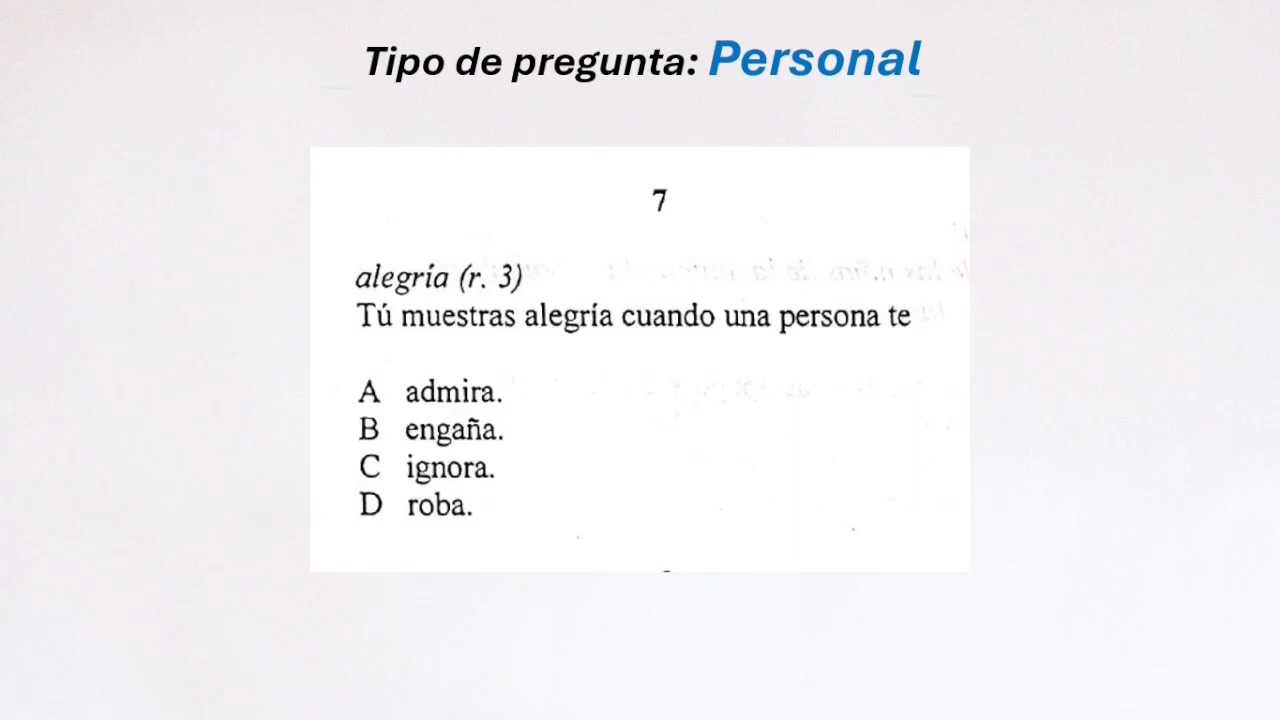 Tipo de pregunta: Personal
7
alegría (r. 3)
Tú muestras alegría cuando una persona te
A admira.
B engaña.
C ignora.
D roba.